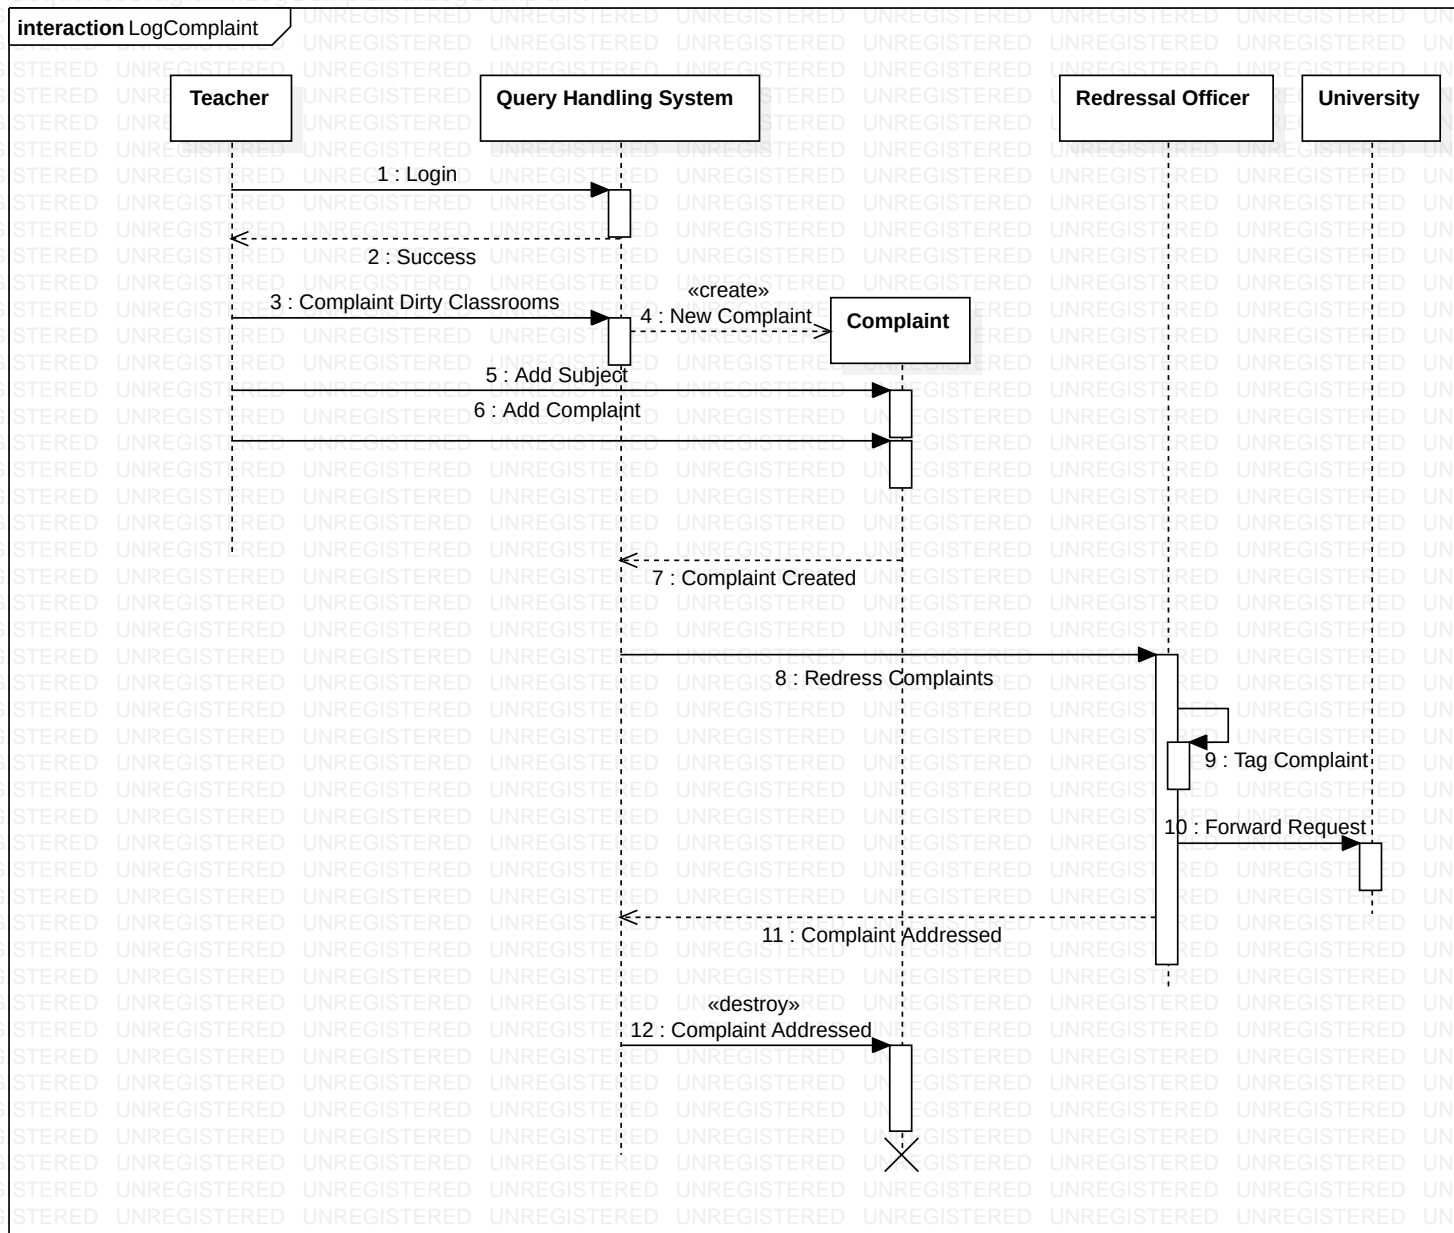 interaction LogComplaint
Teacher
Query Handling System
Redressal Officer
University
1 : Login
2 : Success
3 : Complaint Dirty Classrooms
«create»
4 : New Complaint
Complaint
5 : Add Subject
6 : Add Complaint
7 : Complaint Created
8 : Redress Complaints
9 : Tag Complaint
10 : Forward Request
11 : Complaint Addressed
«destroy»
12 : Complaint Addressed
UNREGISTERED